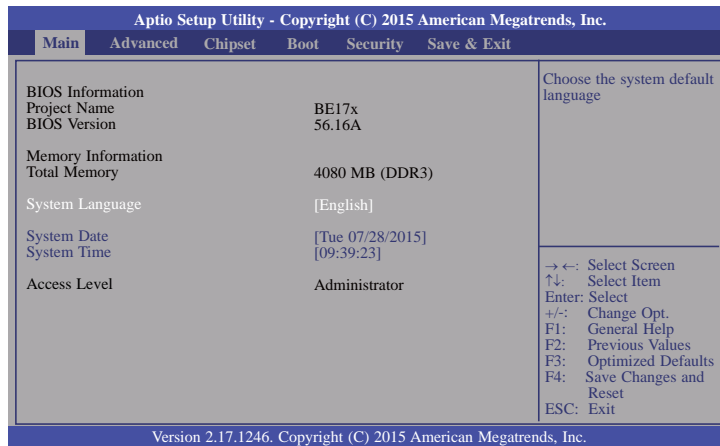 Aptio Setup Utility - Copyright (C) 2015 American Megatrends, Inc.
Main Advanced Chipset Boot Security Save & Exit
BIOS Information
Project Name BE17x
BIOS Version 56.16A
Memory Information
Total Memory 4080 MB (DDR3)
System Language [English]
System Date [Tue 07/28/2015]
System Time [09:39:23]
Access Level Administrator
Choose the system default
language
→←: Select Screen
↑↓: Select Item
Enter: Select
+/-: Change Opt.
F1: General Help
F2: Previous Values
F3: Optimized Defaults
F4: Save Changes and
Reset
ESC: Exit
Version 2.17.1246. Copyright (C) 2015 American Megatrends, Inc.